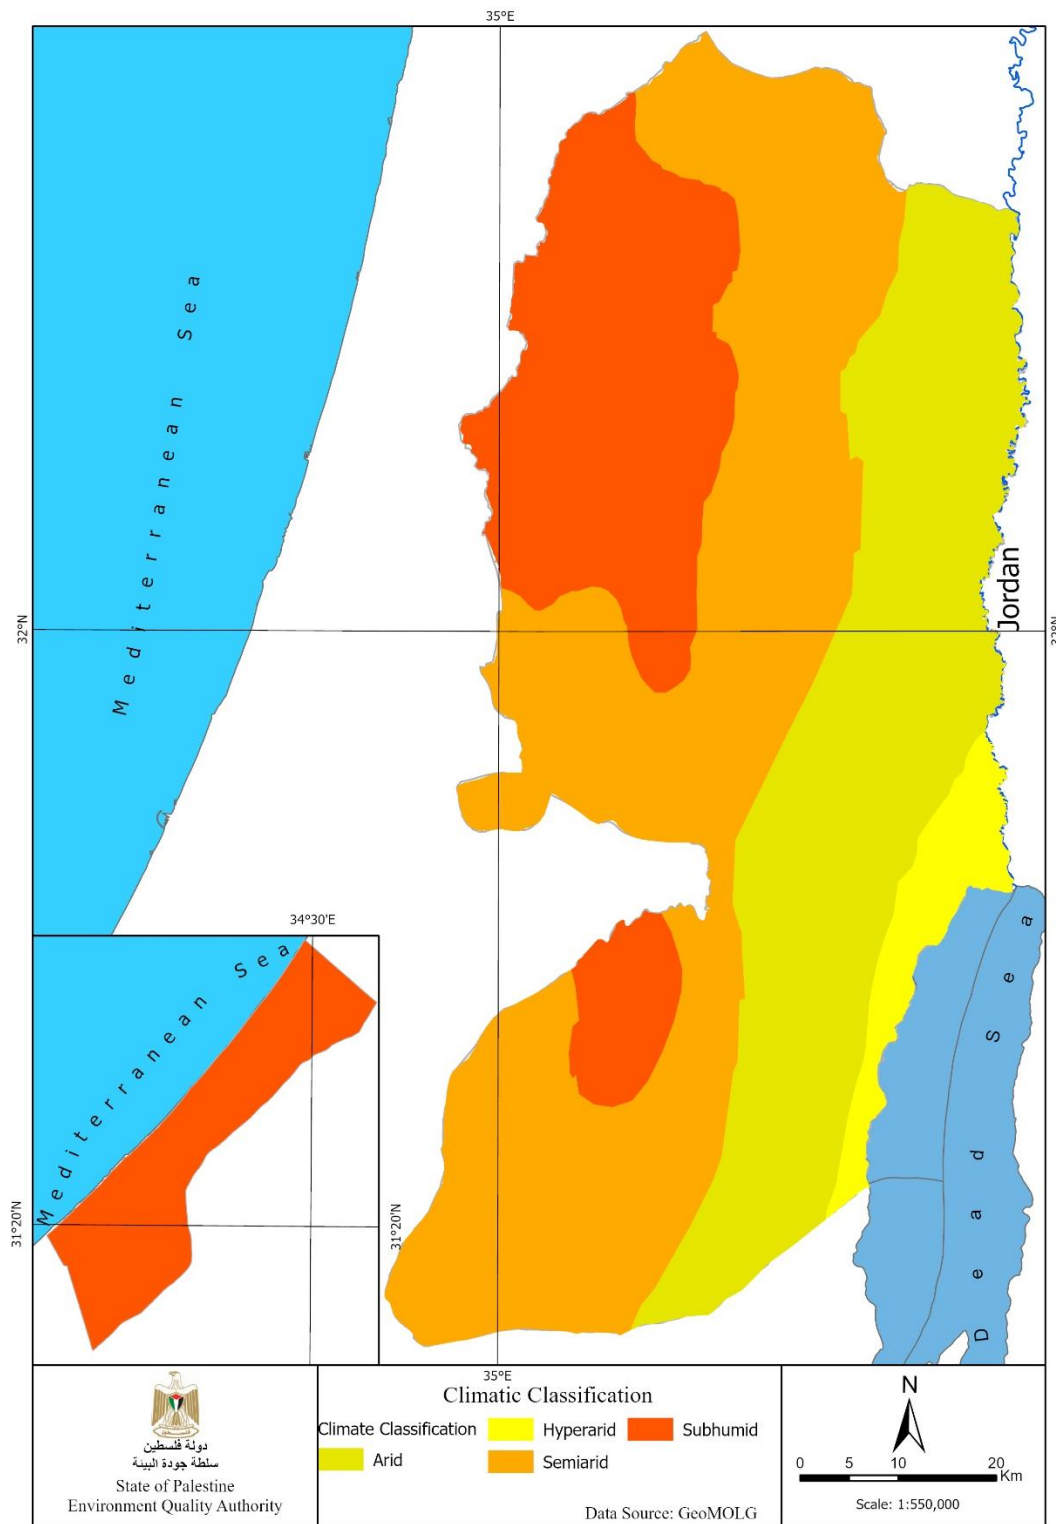 35°E
Mediterranean Sea
32°N
32°N
Jordan
34°30'E
Mediterranean Sea
31°20'N
31°20'N
Dead Sea
35°E
دولة فلسطين
سلطة جودة البيئة
State of Palestine
Environment Quality Authority
Climatic Classification
Climate Classification
Hyperarid
Subhumid
Arid
Semiarid
Data Source: GeoMOLG
N
0 5 10 20
Km
Scale: 1:550,000